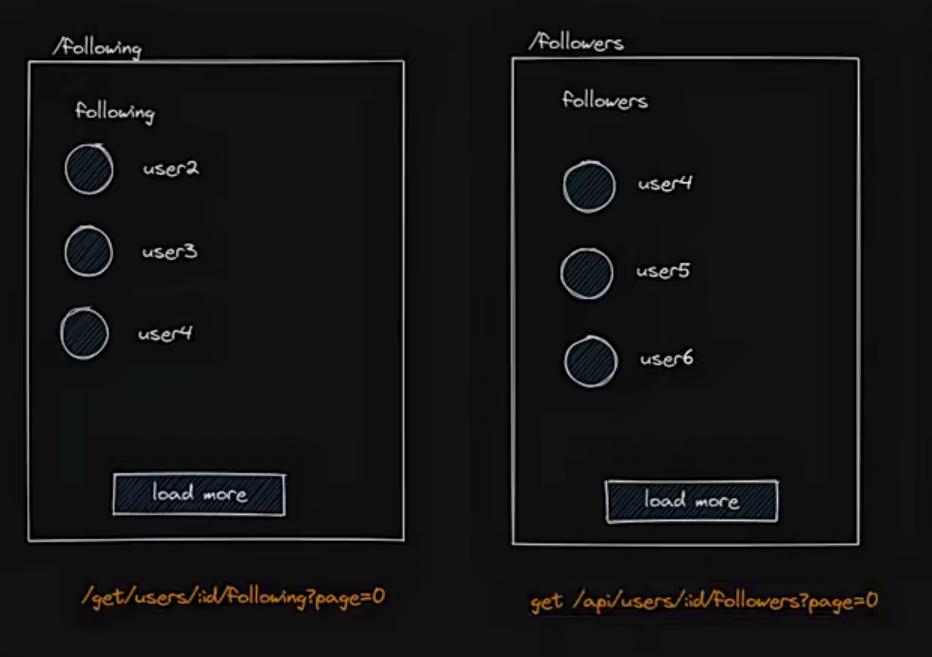 /following
following
user2
user3
user4
load more
/get/users/:id/following?page=0
/followers
followers
user4
user5
user6
load more
get /api/users/:id/followers?page=0